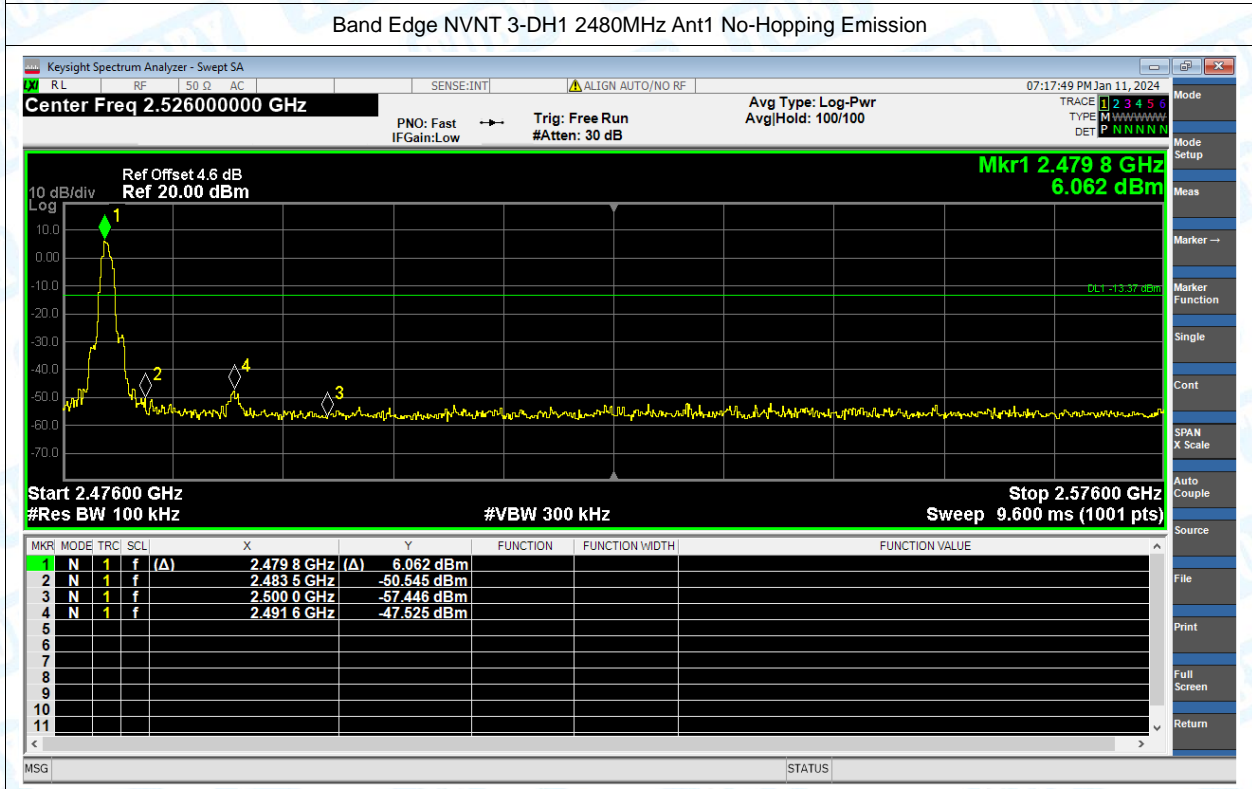 Band Edge NVNT 3-DH1 2480MHz Ant1 No-Hopping Emission
Keysight Spectrum Analyzer - Swept SA
LXI RL RF 50 Ω AC SENSE:INT ALIGN AUTO/NO RF 07:17:49 PM Jan 11, 2024
Center Freq 2.526000000 GHz
PNO: Fast
IFGain:Low
Trig: Free Run
#Atten: 30 dB
Avg Type: Log-Pwr
Avg|Hold: 100/100
TRACE 1 2 3 4 5 6
TYPE M WWWWW
DET P N N N N N
Ref Offset 4.6 dB
10 dB/div Ref 20.00 dBm
Log
Mkr1 2.479 8 GHz
6.062 dBm
10.0
0.00
-10.0
-20.0
-30.0
-40.0
-50.0
-60.0
-70.0
1
2
4
3
DL1 -13.37 dBm
Start 2.47600 GHz Stop 2.57600 GHz
#Res BW 100 kHz #VBW 300 kHz Sweep 9.600 ms (1001 pts)
MKR MODE TRC SCL X Y FUNCTION FUNCTION WIDTH FUNCTION VALUE
1 N 1 f (Δ) 2.479 8 GHz (Δ) 6.062 dBm
2 N 1 f 2.483 5 GHz -50.545 dBm
3 N 1 f 2.500 0 GHz -57.446 dBm
4 N 1 f 2.491 6 GHz -47.525 dBm
5
6
7
8
9
10
11
MSG STATUS
Mode
Mode
Setup
Meas
Marker→
Marker
Function
Single
Cont
SPAN
X Scale
Auto
Couple
Source
File
Print
Full
Screen
Return